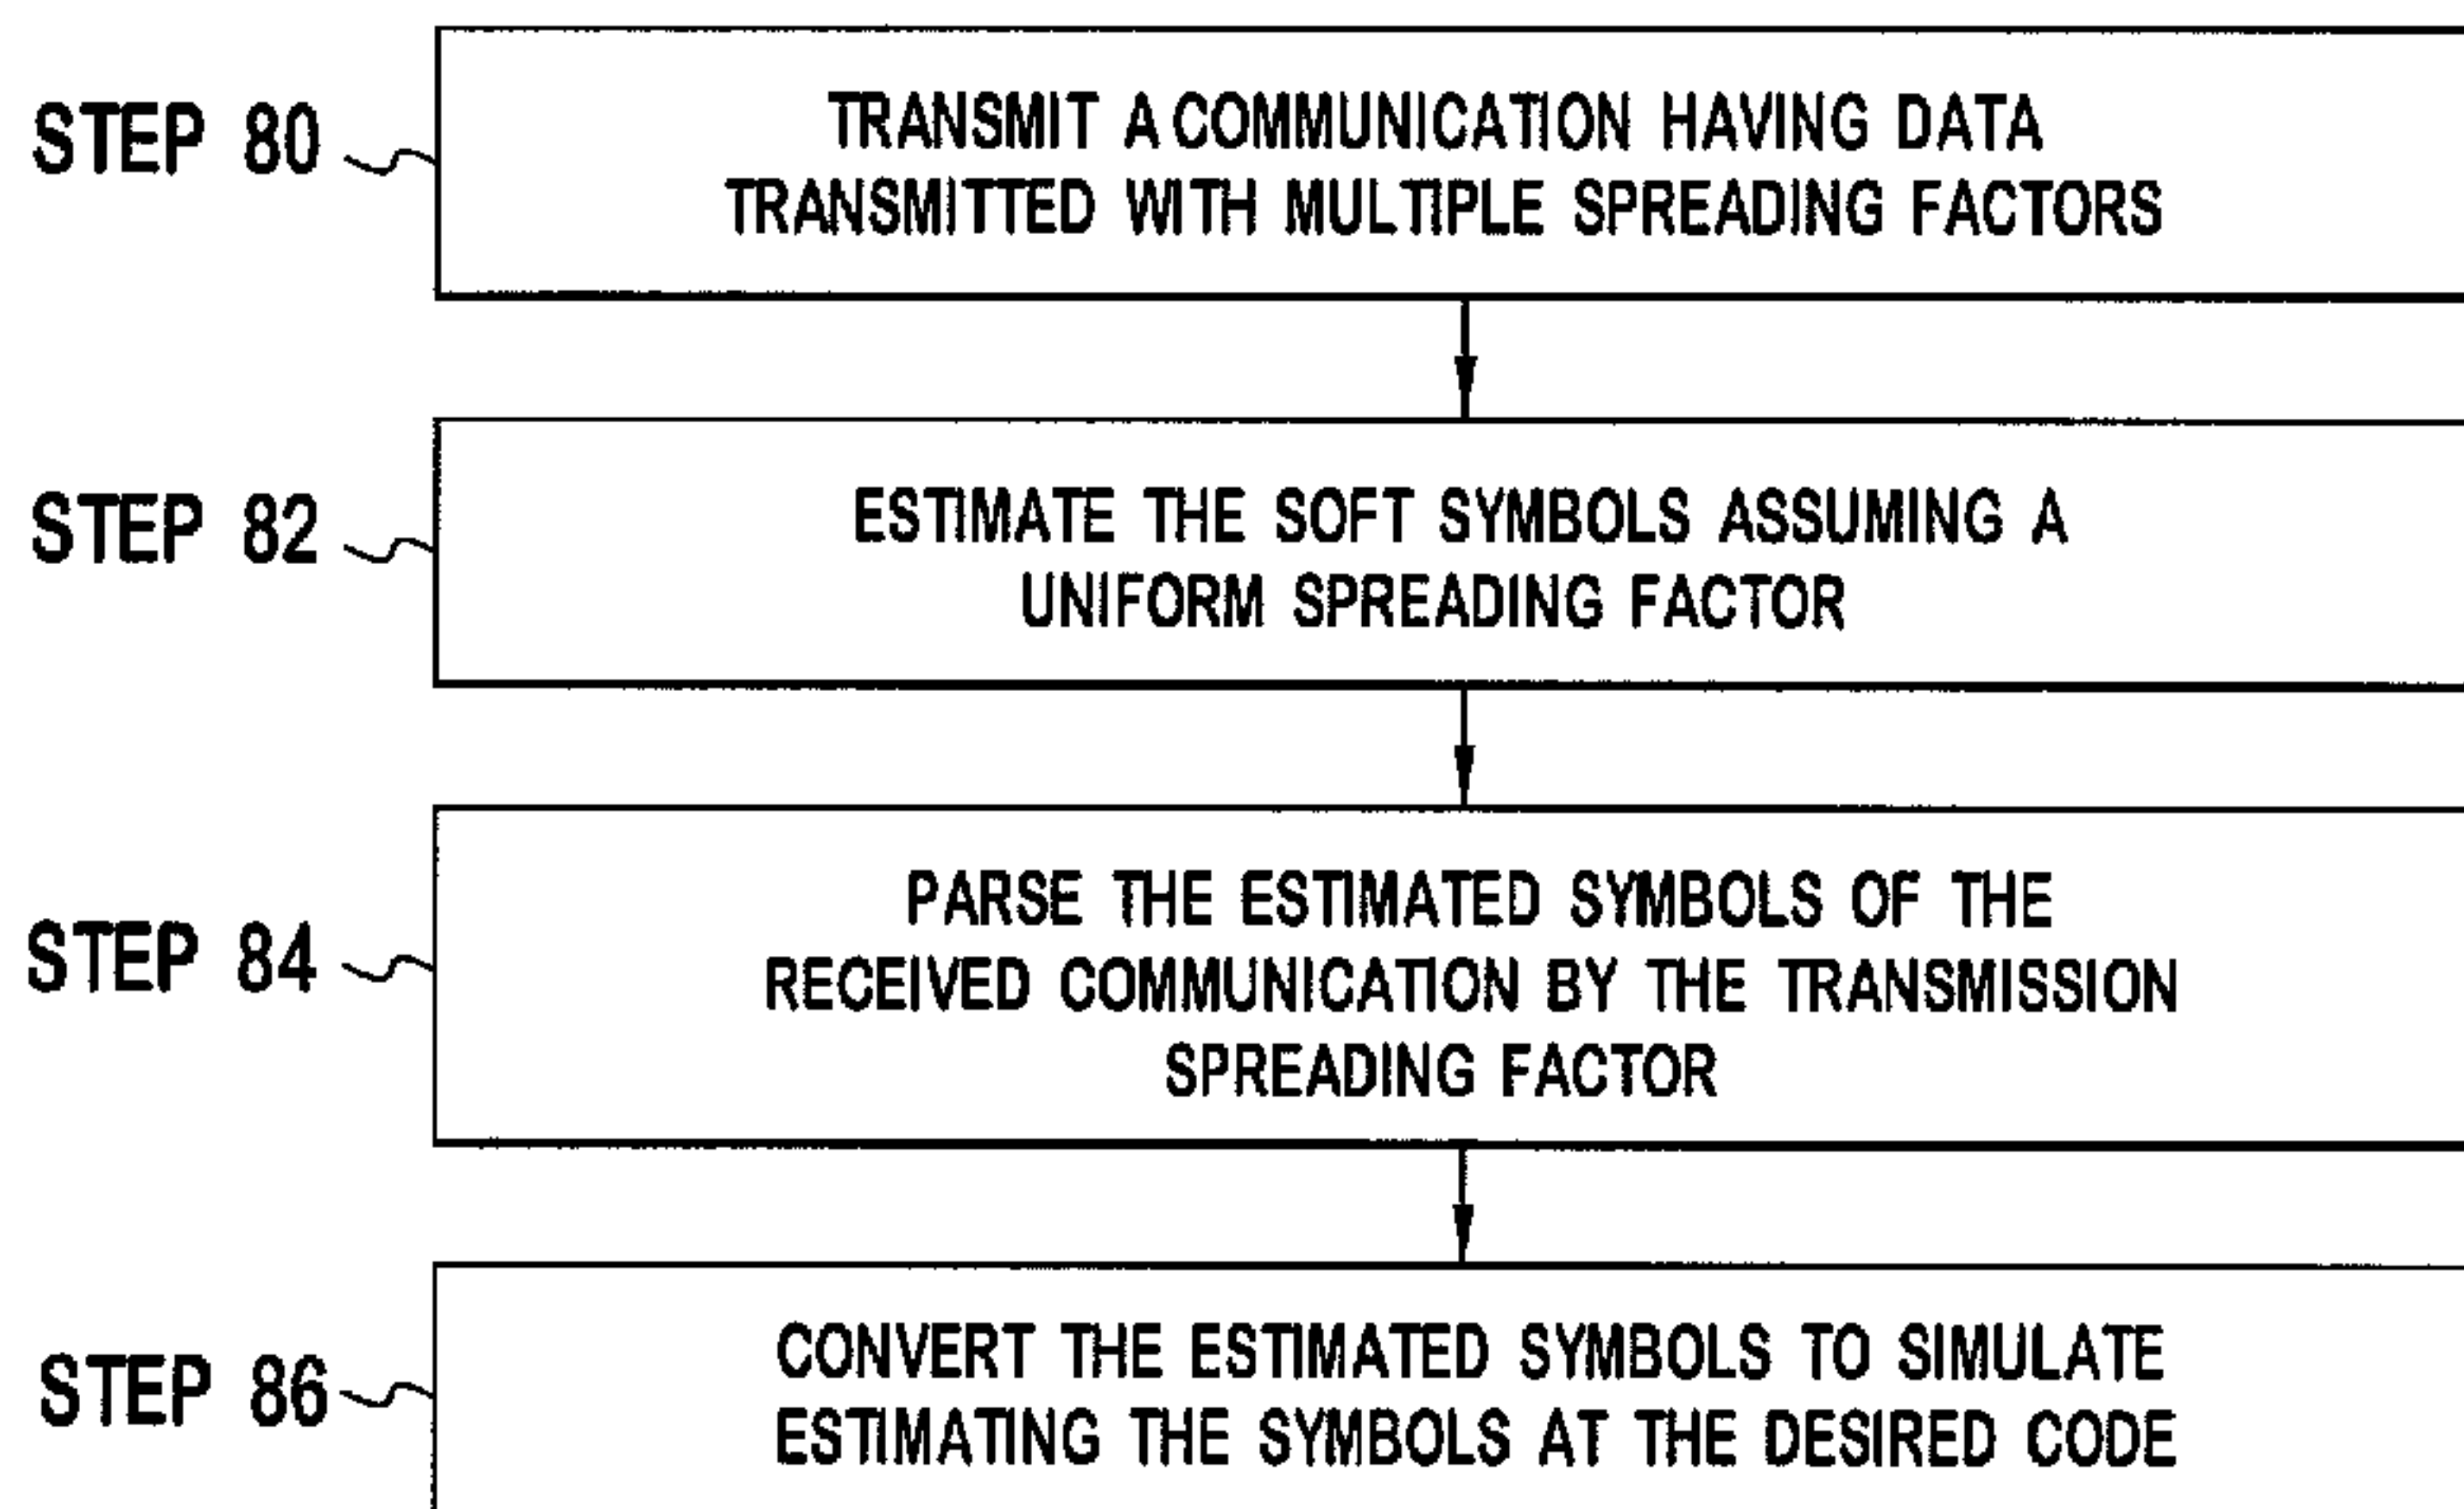 STEP 80
TRANSMIT A COMMUNICATION HAVING DATA
TRANSMITTED WITH MULTIPLE SPREADING FACTORS
STEP 82
ESTIMATE THE SOFT SYMBOLS ASSUMING A
UNIFORM SPREADING FACTOR
STEP 84
PARSE THE ESTIMATED SYMBOLS OF THE
RECEIVED COMMUNICATION BY THE TRANSMISSION
SPREADING FACTOR
STEP 86
CONVERT THE ESTIMATED SYMBOLS TO SIMULATE
ESTIMATING THE SYMBOLS AT THE DESIRED CODE